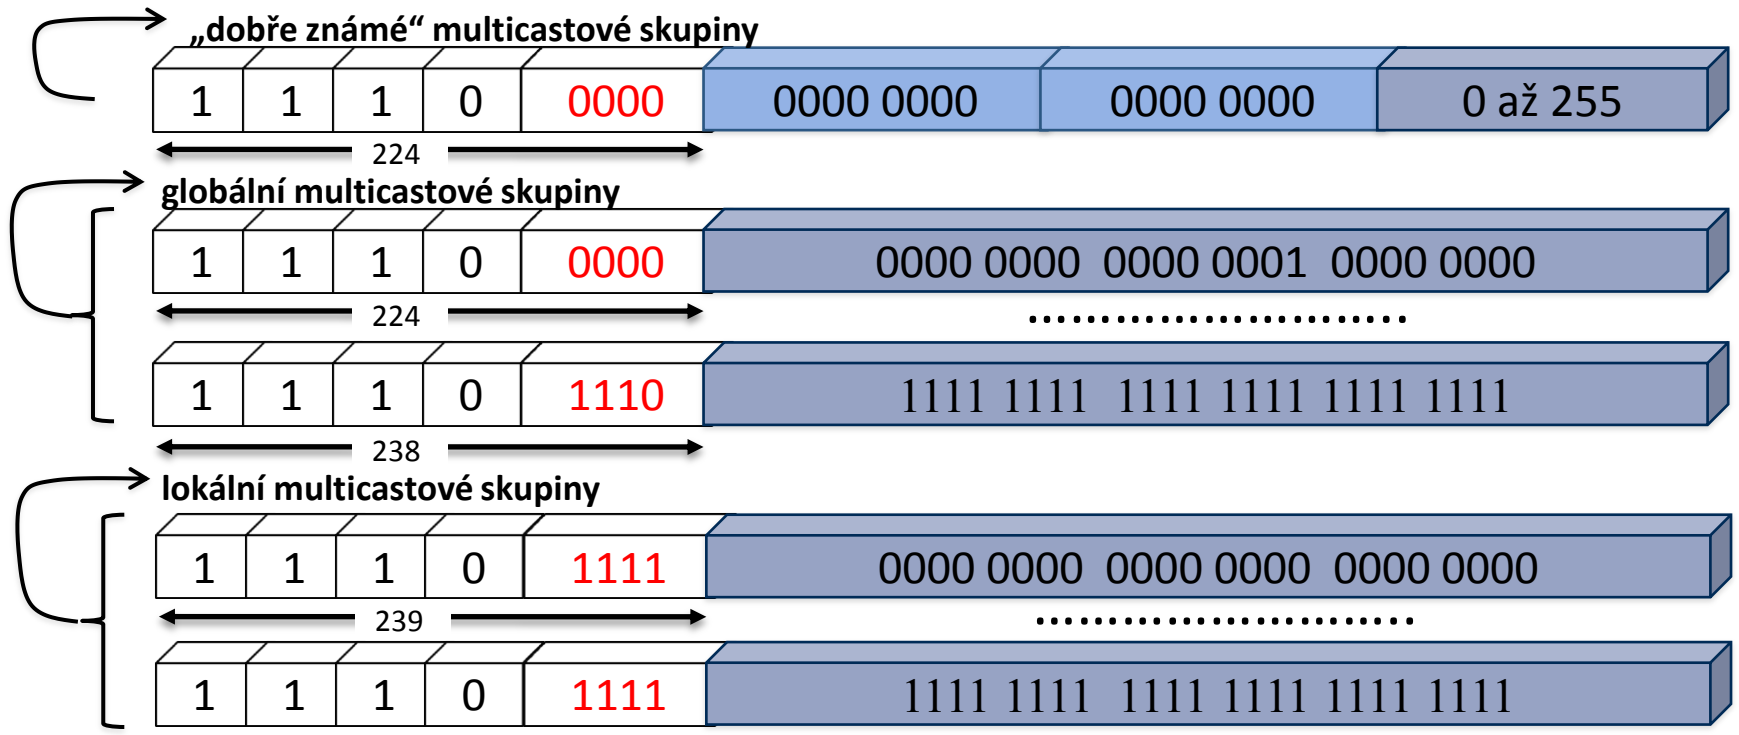 „dobře známé“ multicastové skupiny
1 1 1 0 0000 0000 0000 0000 0000 0 až 255
224
globální multicastové skupiny
1 1 1 0 0000 0000 0000 0000 0001 0000 0000
224
..........................
1 1 1 0 1110 1111 1111 1111 1111 1111 1111
238
lokální multicastové skupiny
1 1 1 0 1111 0000 0000 0000 0000 0000 0000
239
..........................
1 1 1 0 1111 1111 1111 1111 1111 1111 1111